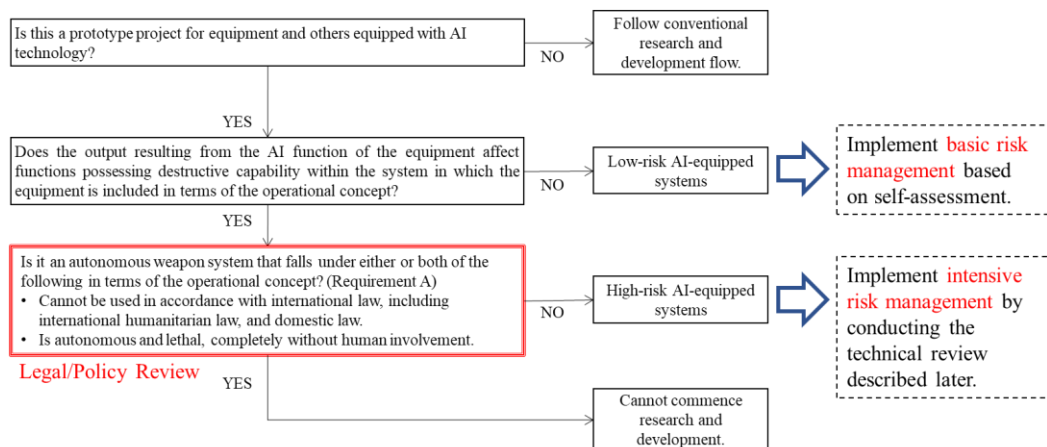 Is this a prototype project for equipment and others equipped with AI
technology?
NO
Follow conventional
research and
development flow.
YES
Does the output resulting from the AI function of the equipment affect
functions possessing destructive capability within the system in which the
equipment is included in terms of the operational concept?
NO
Low-risk AI-equipped
systems
Implement basic risk
management based
on self-assessment.
YES
Is it an autonomous weapon system that falls under either or both of the
following in terms of the operational concept? (Requirement A)
• Cannot be used in accordance with international law, including
international humanitarian law, and domestic law.
• Is autonomous and lethal, completely without human involvement.
NO
High-risk AI-equipped
systems
Implement intensive
risk management by
conducting the
technical review
described later.
Legal/Policy Review
YES
Cannot commence
research and
development.